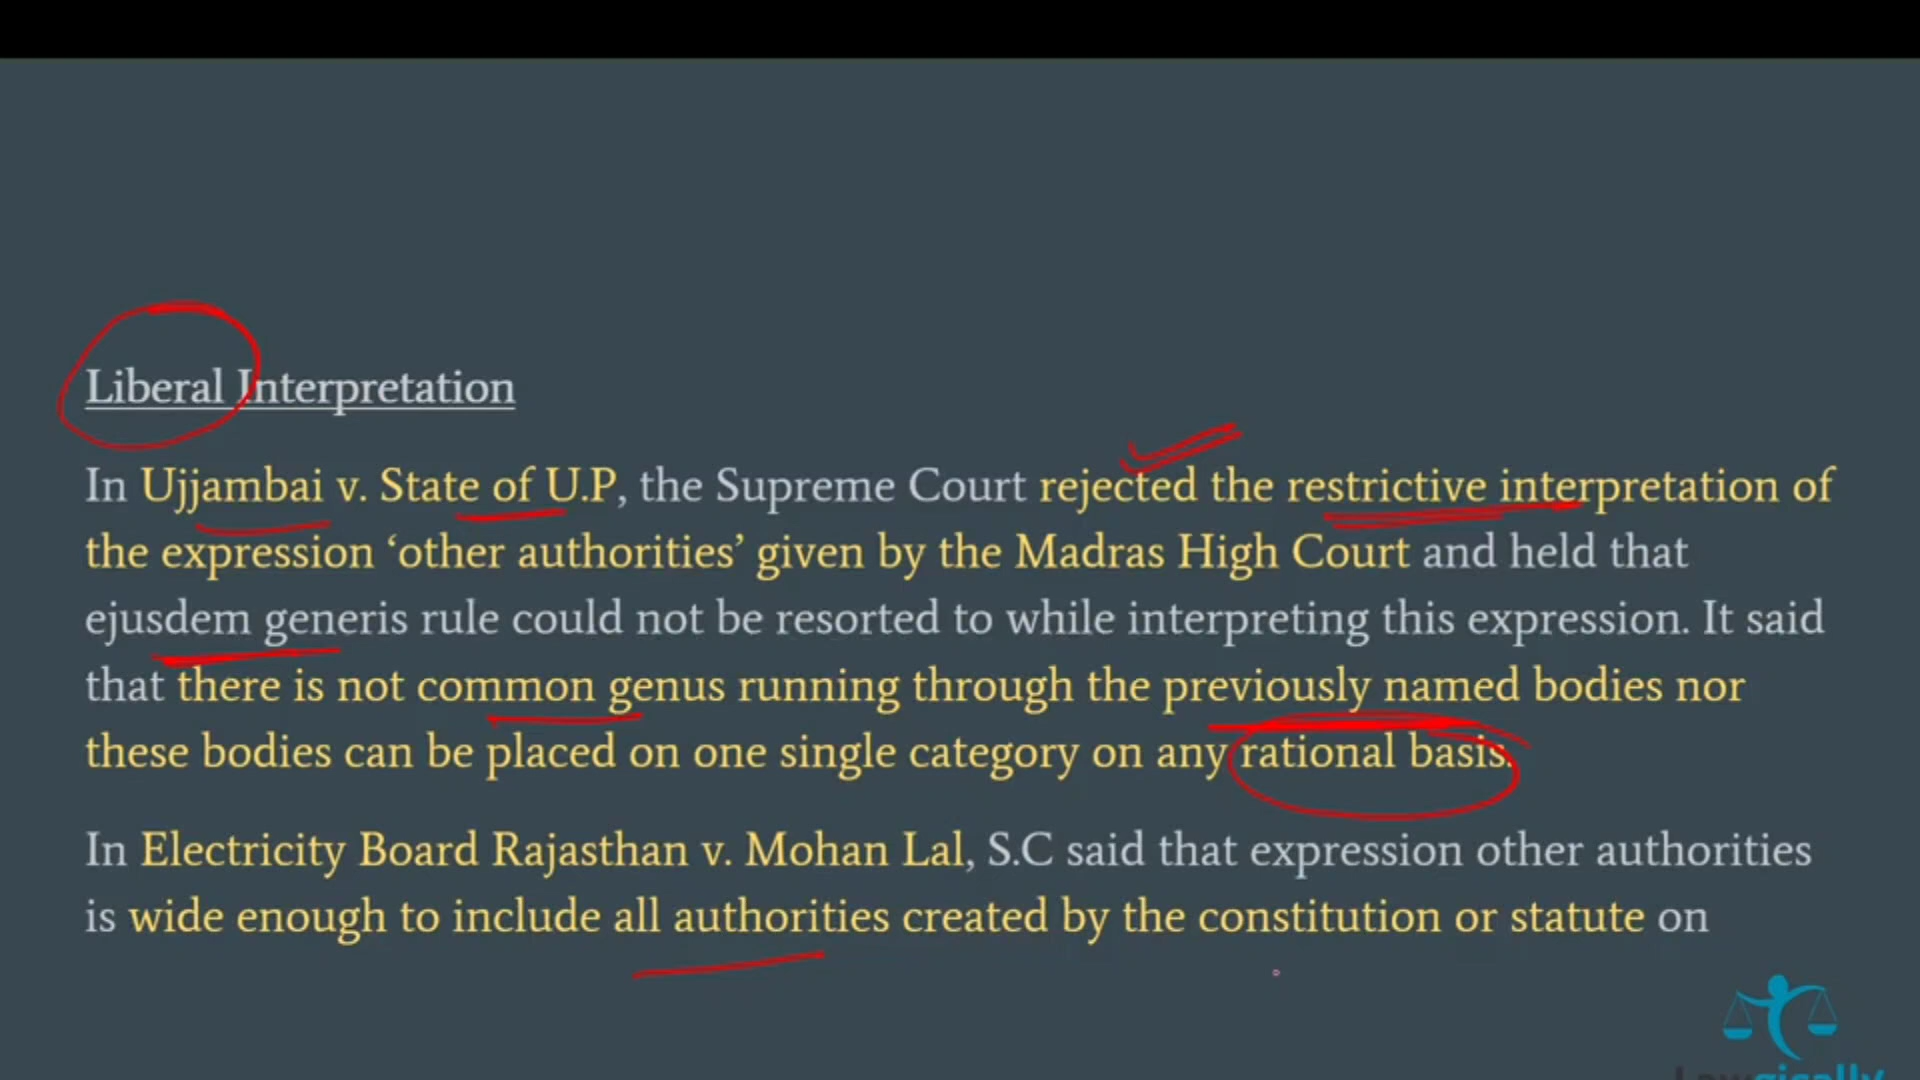 Liberal Interpretation
In Ujjambai v. State of U.P, the Supreme Court rejected the restrictive interpretation of
the expression ‘other authorities’ given by the Madras High Court and held that
ejusdem generis rule could not be resorted to while interpreting this expression. It said
that there is not common genus running through the previously named bodies nor
these bodies can be placed on one single category on any rational basis.
In Electricity Board Rajasthan v. Mohan Lal, S.C said that expression other authorities
is wide enough to include all authorities created by the constitution or statute on
Lawgically